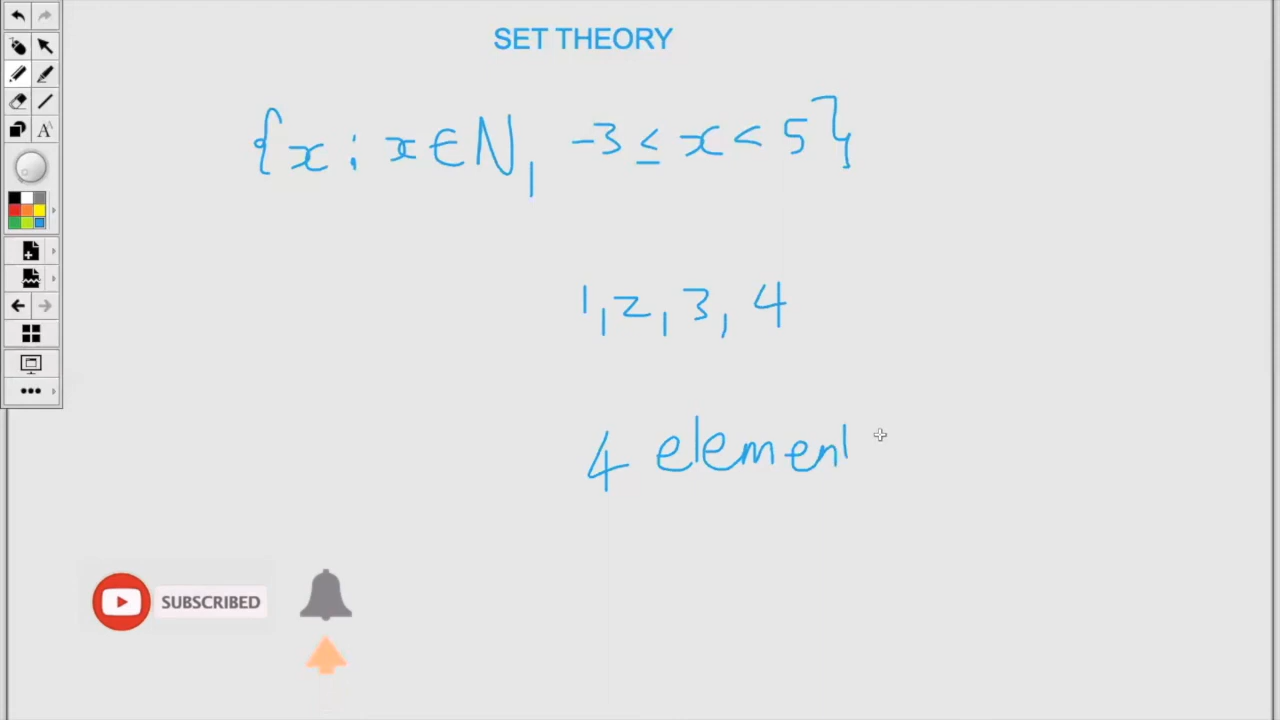 SET THEORY
{x : x ∈ N, -3 ≤ x < 5}
1, 2, 3, 4
4 element
SUBSCRIBED